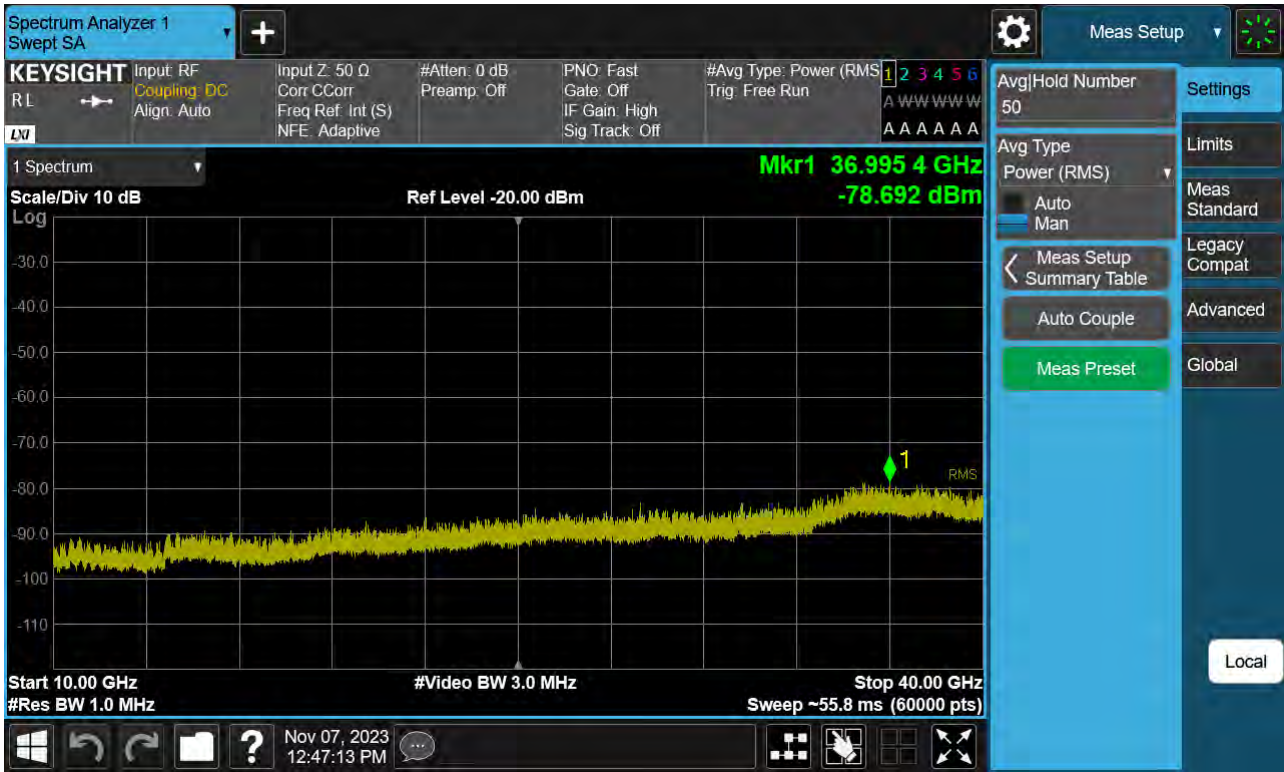 Spectrum Analyzer 1
Swept SA
+
Meas Setup
KEYSIGHT
RL
LXI
Input: RF
Coupling: DC
Align: Auto
Input Z: 50 Ω
Corr CCorr
Freq Ref: Int (S)
NFE: Adaptive
#Atten: 0 dB
Preamp: Off
PNO: Fast
Gate: Off
IF Gain: High
Sig Track: Off
#Avg Type: Power (RMS
Trig: Free Run
1 2 3 4 5 6
A W W W W W
A A A A A A
1 Spectrum
Mkr1 36.995 4 GHz
-78.692 dBm
Scale/Div 10 dB
Ref Level -20.00 dBm
Log
-30.0
-40.0
-50.0
-60.0
-70.0
-80.0
-90.0
-100
-110
1
RMS
Start 10.00 GHz
#Video BW 3.0 MHz
Stop 40.00 GHz
#Res BW 1.0 MHz
Sweep ~55.8 ms (60000 pts)
Avg|Hold Number
50
Avg Type
Power (RMS)
Auto
Man
Meas Setup
Summary Table
Auto Couple
Meas Preset
Settings
Limits
Meas
Standard
Legacy
Compat
Advanced
Global
Local
?
Nov 07, 2023
12:47:13 PM